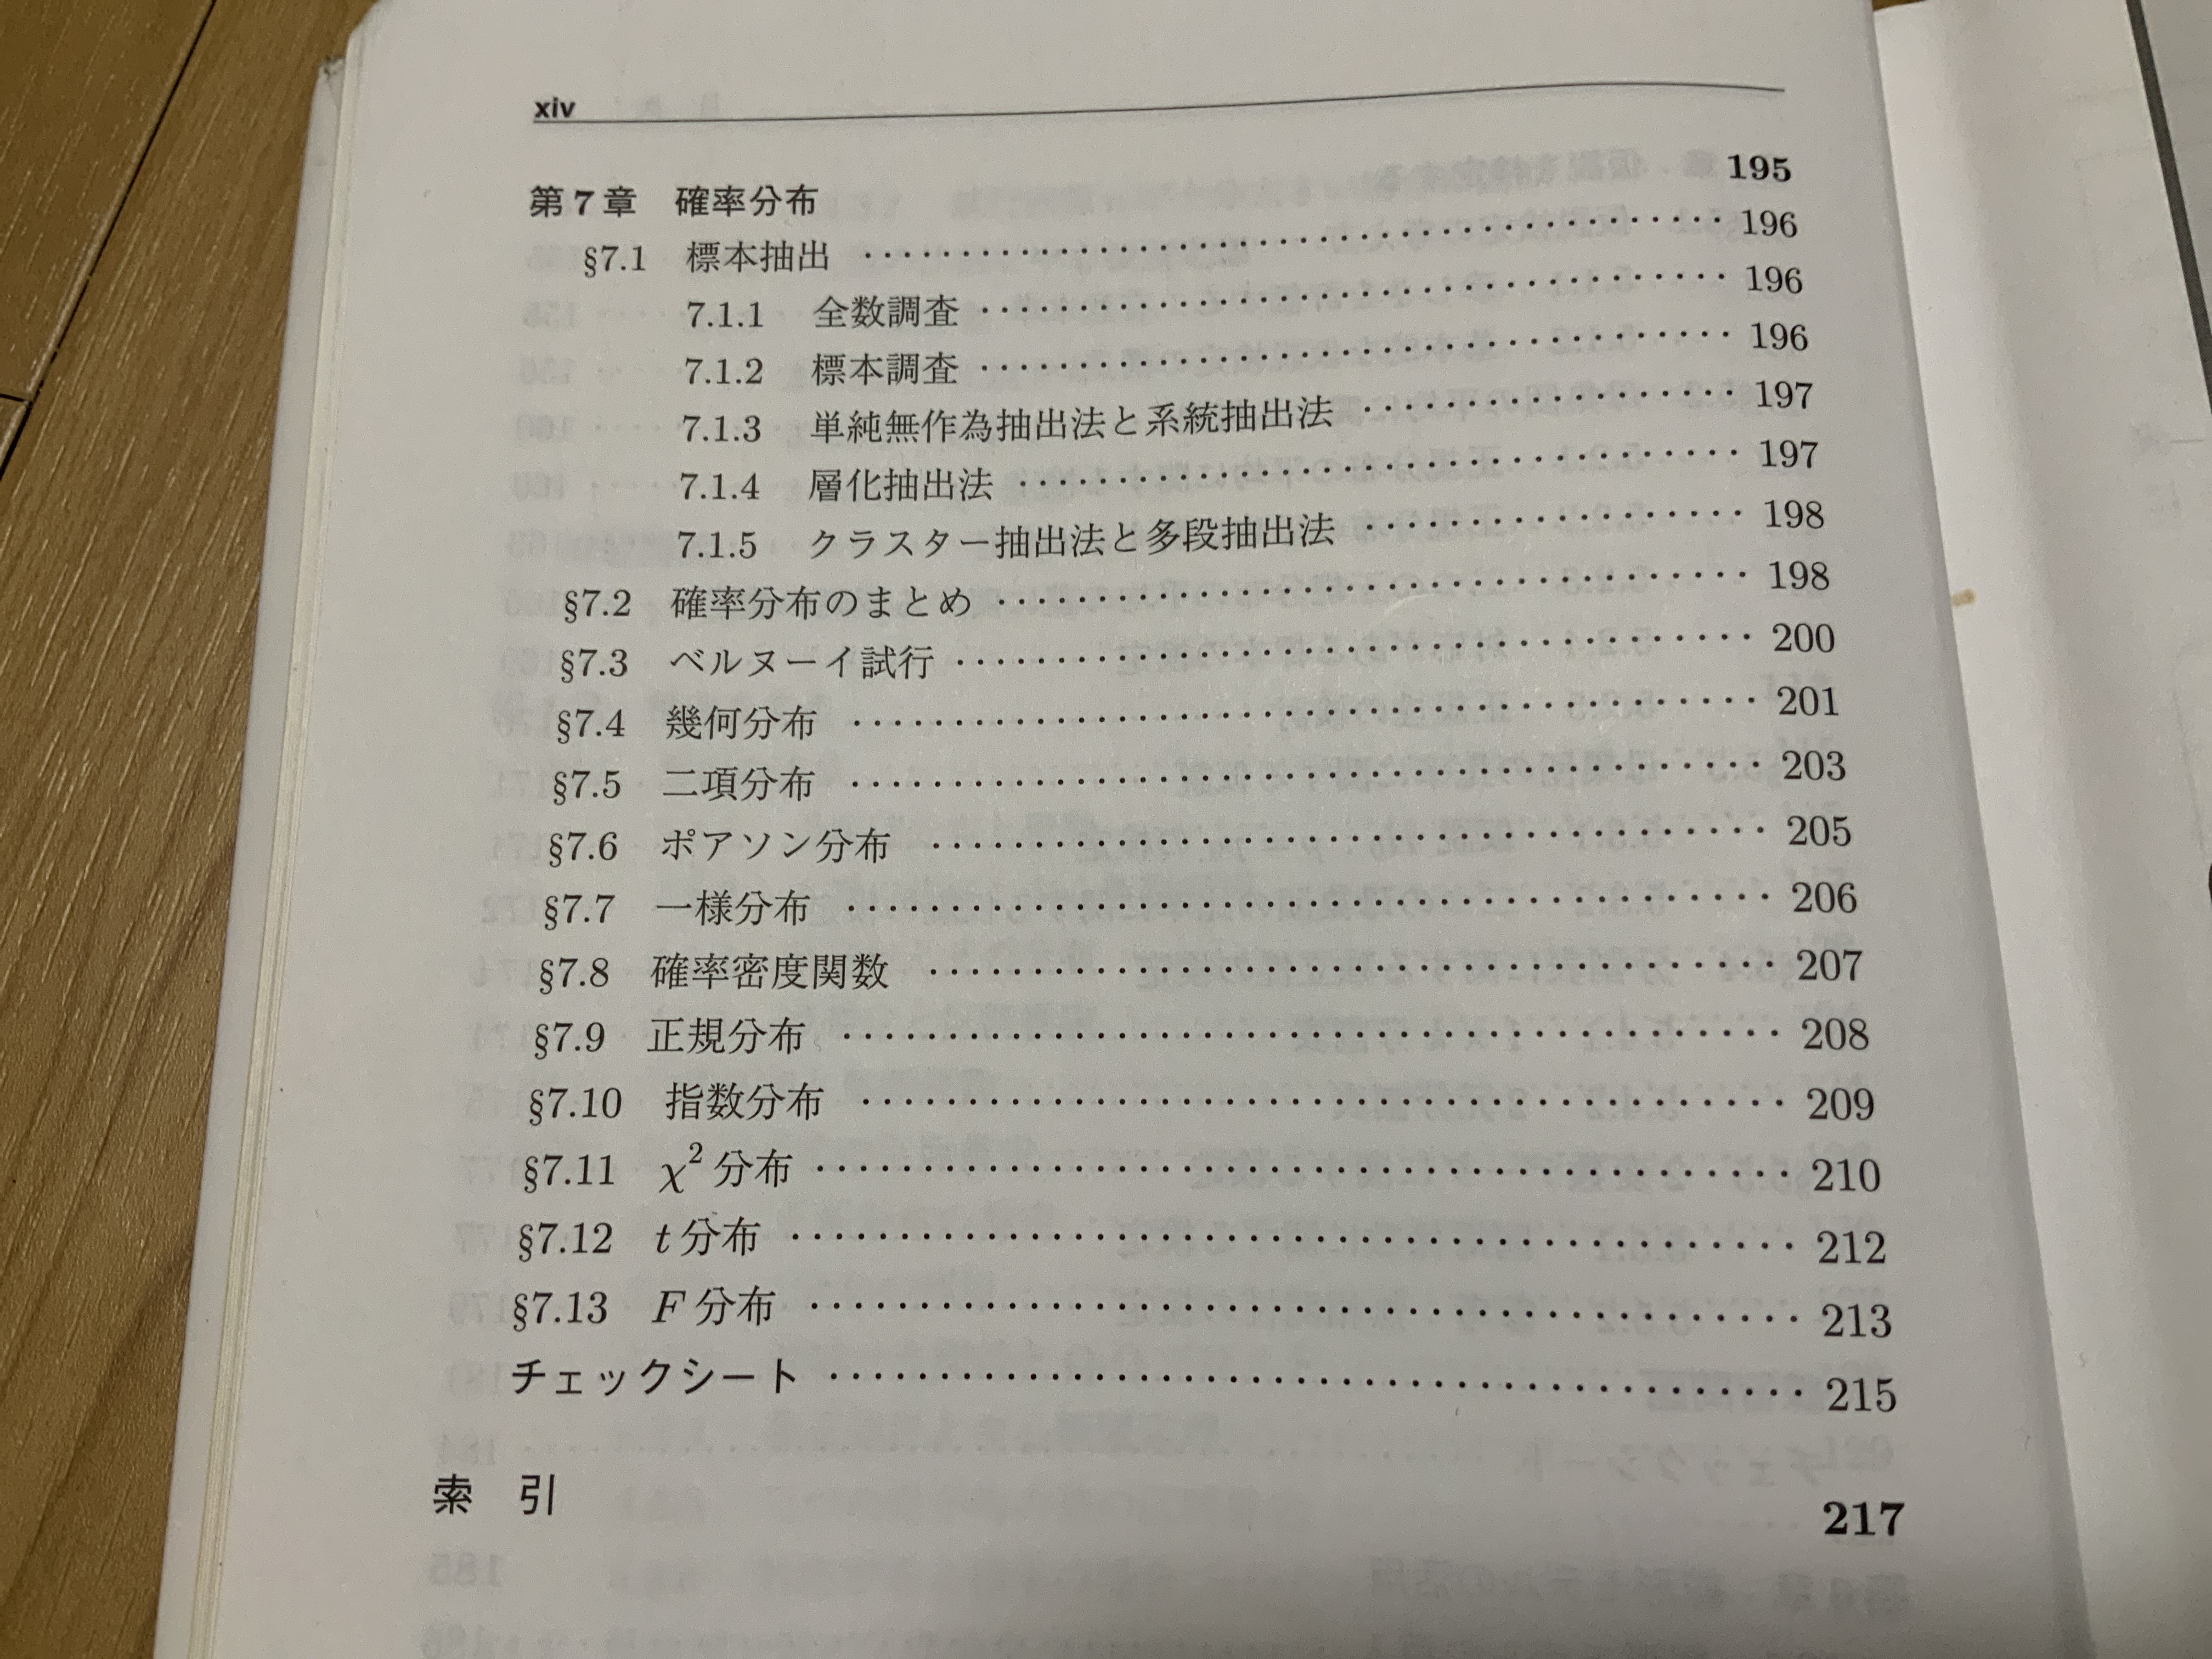 xiv
第7章 確率分布 195
§7.1 標本抽出 ・・・・・・・・・・・・・・・・・・・・ 196
7.1.1 全数調査 ・・・・・・・・・・・・・・・・・・・・ 196
7.1.2 標本調査 ・・・・・・・・・・・・・・・・・・・・ 196
7.1.3 単純無作為抽出法と系統抽出法 ・・・・・・・・・・・・・・・・・・・・ 197
7.1.4 層化抽出法 ・・・・・・・・・・・・・・・・・・・・ 197
7.1.5 クラスター抽出法と多段抽出法 ・・・・・・・・・・・・・・・・・・・・ 198
§7.2 確率分布のまとめ ・・・・・・・・・・・・・・・・・・・・ 198
§7.3 ベルヌーイ試行 ・・・・・・・・・・・・・・・・・・・・ 200
§7.4 幾何分布 ・・・・・・・・・・・・・・・・・・・・ 201
§7.5 二項分布 ・・・・・・・・・・・・・・・・・・・・ 203
§7.6 ポアソン分布 ・・・・・・・・・・・・・・・・・・・・ 205
§7.7 一様分布 ・・・・・・・・・・・・・・・・・・・・ 206
§7.8 確率密度関数 ・・・・・・・・・・・・・・・・・・・・ 207
§7.9 正規分布 ・・・・・・・・・・・・・・・・・・・・ 208
§7.10 指数分布 ・・・・・・・・・・・・・・・・・・・・ 209
§7.11 χ² 分布 ・・・・・・・・・・・・・・・・・・・・ 210
§7.12 t 分布 ・・・・・・・・・・・・・・・・・・・・ 212
§7.13 F 分布 ・・・・・・・・・・・・・・・・・・・・ 213
チェックシート ・・・・・・・・・・・・・・・・・・・・ 215
索 引 217